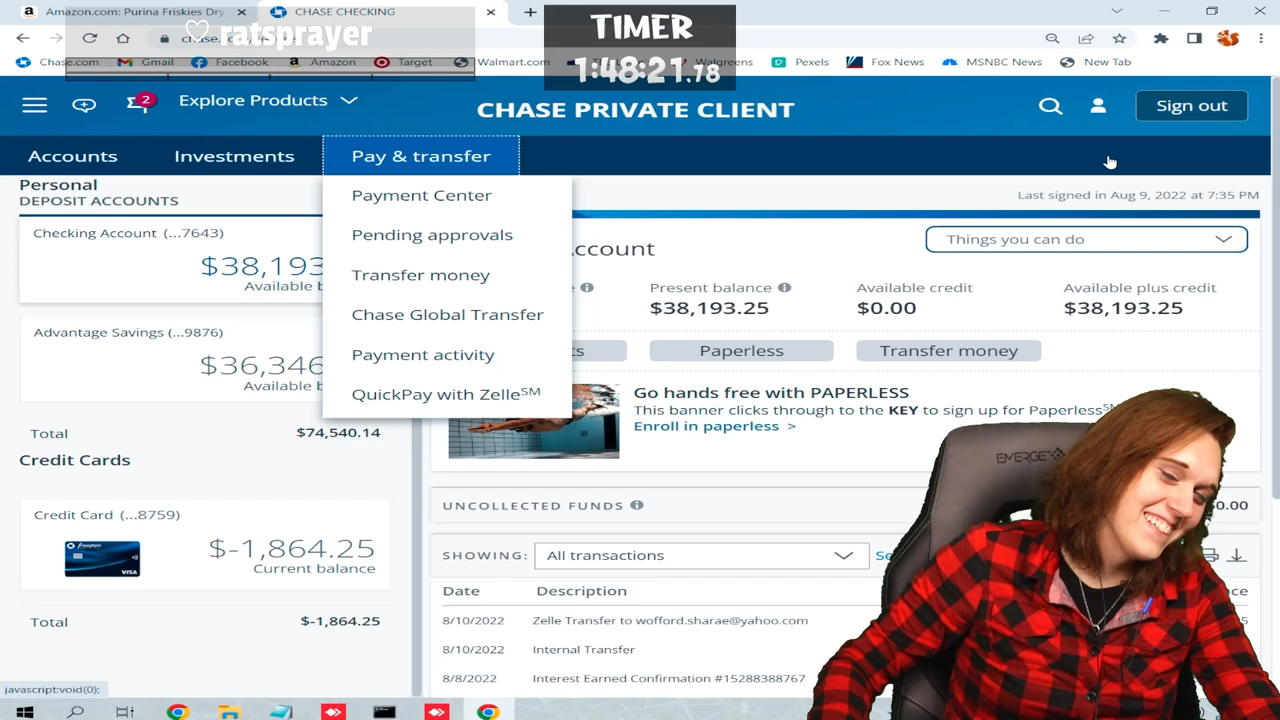 Amazon.com: Purina Friskies Dry
CHASE CHECKING
♡ ratsprayer
TIMER
1:48:21.78
Chase.com
Gmail
Facebook
Amazon
Target
Walmart.com
Walgreens
Pexels
Fox News
MSNBC News
New Tab
2
Explore Products
CHASE PRIVATE CLIENT
Sign out
Accounts
Investments
Pay & transfer
Personal
DEPOSIT ACCOUNTS
Last signed in Aug 9, 2022 at 7:35 PM
Payment Center
Pending approvals
Transfer money
Chase Global Transfer
Payment activity
QuickPay with Zelle℠
Checking Account (...7643)
$38,193
Available b
Advantage Savings (...9876)
$36,346
Available b
Total $74,540.14
Credit Cards
Credit Card (...8759)
freedom
VISA
$-1,864.25
Current balance
Total $-1,864.25
Account
Things you can do
Present balance
$38,193.25
Available credit
$0.00
Available plus credit
$38,193.25
ts
Paperless
Transfer money
Go hands free with PAPERLESS
This banner clicks through to the KEY to sign up for Paperless℠
Enroll in paperless >
UNCOLLECTED FUNDS
$0.00
SHOWING: All transactions
Date Description
8/10/2022 Zelle Transfer to wofford.sharae@yahoo.com
8/10/2022 Internal Transfer
8/8/2022 Interest Earned Confirmation #15288388767
EMERGE
javascript:void(0);